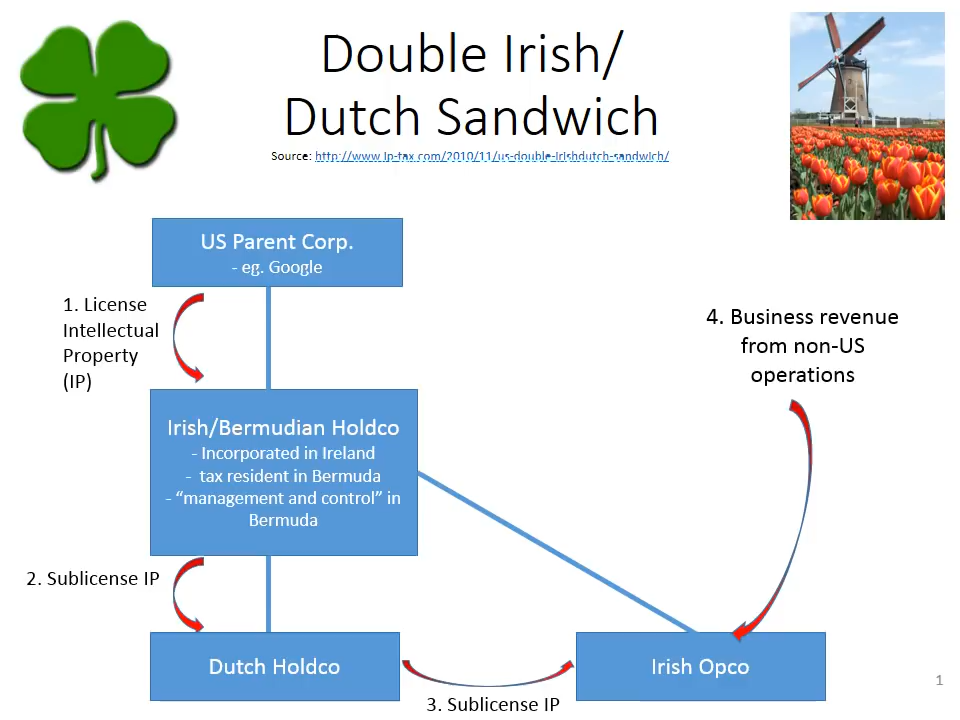 Double Irish/
Dutch Sandwich
Source: http://www.ip-tax.com/2010/11/us-double-irishdutch-sandwich/
US Parent Corp.
- eg. Google
1. License
Intellectual
Property
(IP)
4. Business revenue
from non-US
operations
Irish/Bermudian Holdco
- Incorporated in Ireland
- tax resident in Bermuda
- “management and control” in
Bermuda
2. Sublicense IP
Dutch Holdco
Irish Opco
3. Sublicense IP
1